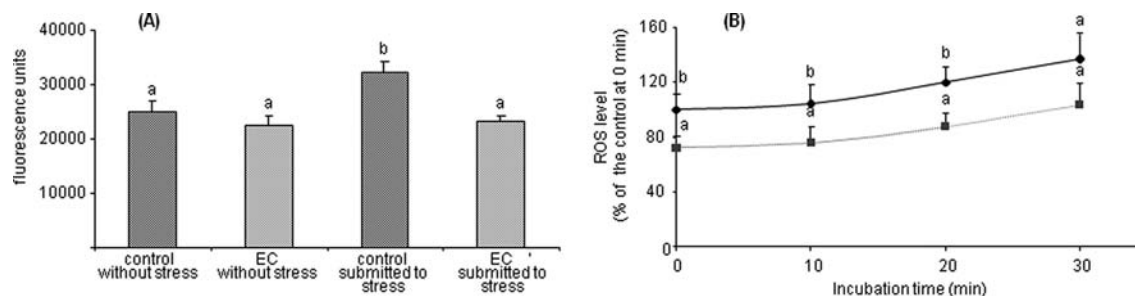 (A)
fluorescence units
40000
30000
20000
10000
a
a
b
a
control
without stress
EC
without stress
control
submitted to
stress
EC '
submitted to
stress
(B)
ROS level
(% of the control at 0 min)
160
120
80
40
0
b
b
b
a
a
a
a
a
0
10
20
30
Incubation time (min)